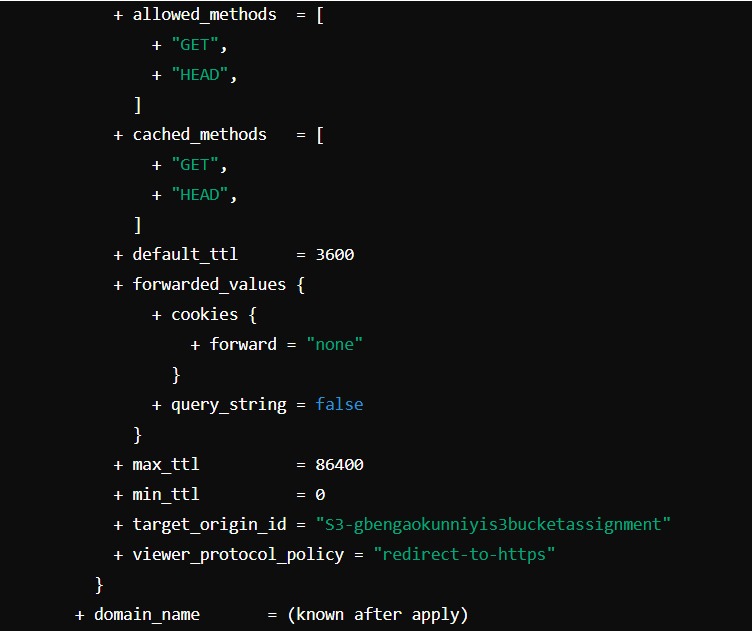 + allowed_methods = [
+ "GET",
+ "HEAD",
]
+ cached_methods = [
+ "GET",
+ "HEAD",
]
+ default_ttl = 3600
+ forwarded_values {
+ cookies {
+ forward = "none"
}
+ query_string = false
}
+ max_ttl = 86400
+ min_ttl = 0
+ target_origin_id = "S3-gbengaokunniyis3bucketassignment"
+ viewer_protocol_policy = "redirect-to-https"
}
+ domain_name = (known after apply)